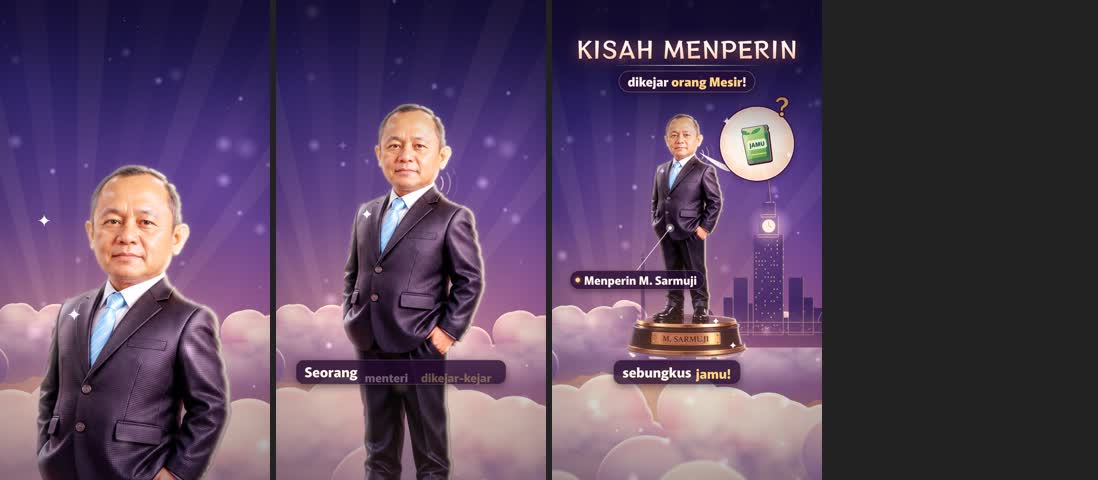 Seorang menteri dikejar-kejar
KISAH MENPERIN
dikejar orang Mesir!
JAMU
?
Menperin M. Sarmuji
M. SARMUJI
sebungkus jamu!